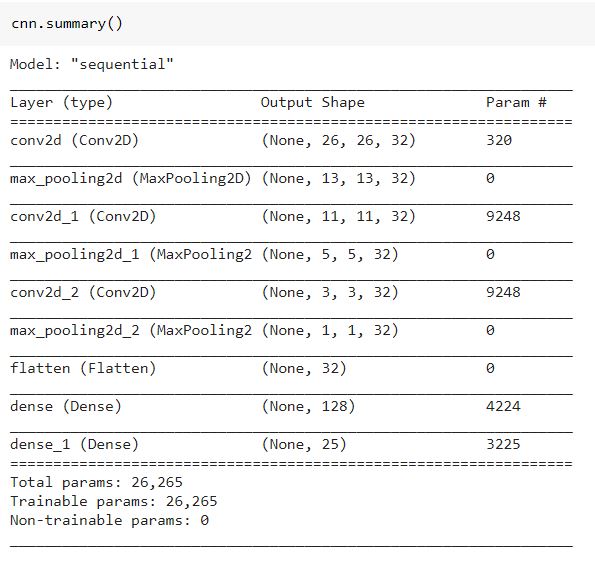 cnn.summary()
Model: "sequential"
_________________________________________________________________
Layer (type)                 Output Shape              Param #
=================================================================
conv2d (Conv2D)              (None, 26, 26, 32)        320
_________________________________________________________________
max_pooling2d (MaxPooling2D) (None, 13, 13, 32)        0
_________________________________________________________________
conv2d_1 (Conv2D)            (None, 11, 11, 32)        9248
_________________________________________________________________
max_pooling2d_1 (MaxPooling2 (None, 5, 5, 32)          0
_________________________________________________________________
conv2d_2 (Conv2D)            (None, 3, 3, 32)          9248
_________________________________________________________________
max_pooling2d_2 (MaxPooling2 (None, 1, 1, 32)          0
_________________________________________________________________
flatten (Flatten)            (None, 32)                0
_________________________________________________________________
dense (Dense)                (None, 128)               4224
_________________________________________________________________
dense_1 (Dense)              (None, 25)                3225
=================================================================
Total params: 26,265
Trainable params: 26,265
Non-trainable params: 0
_________________________________________________________________